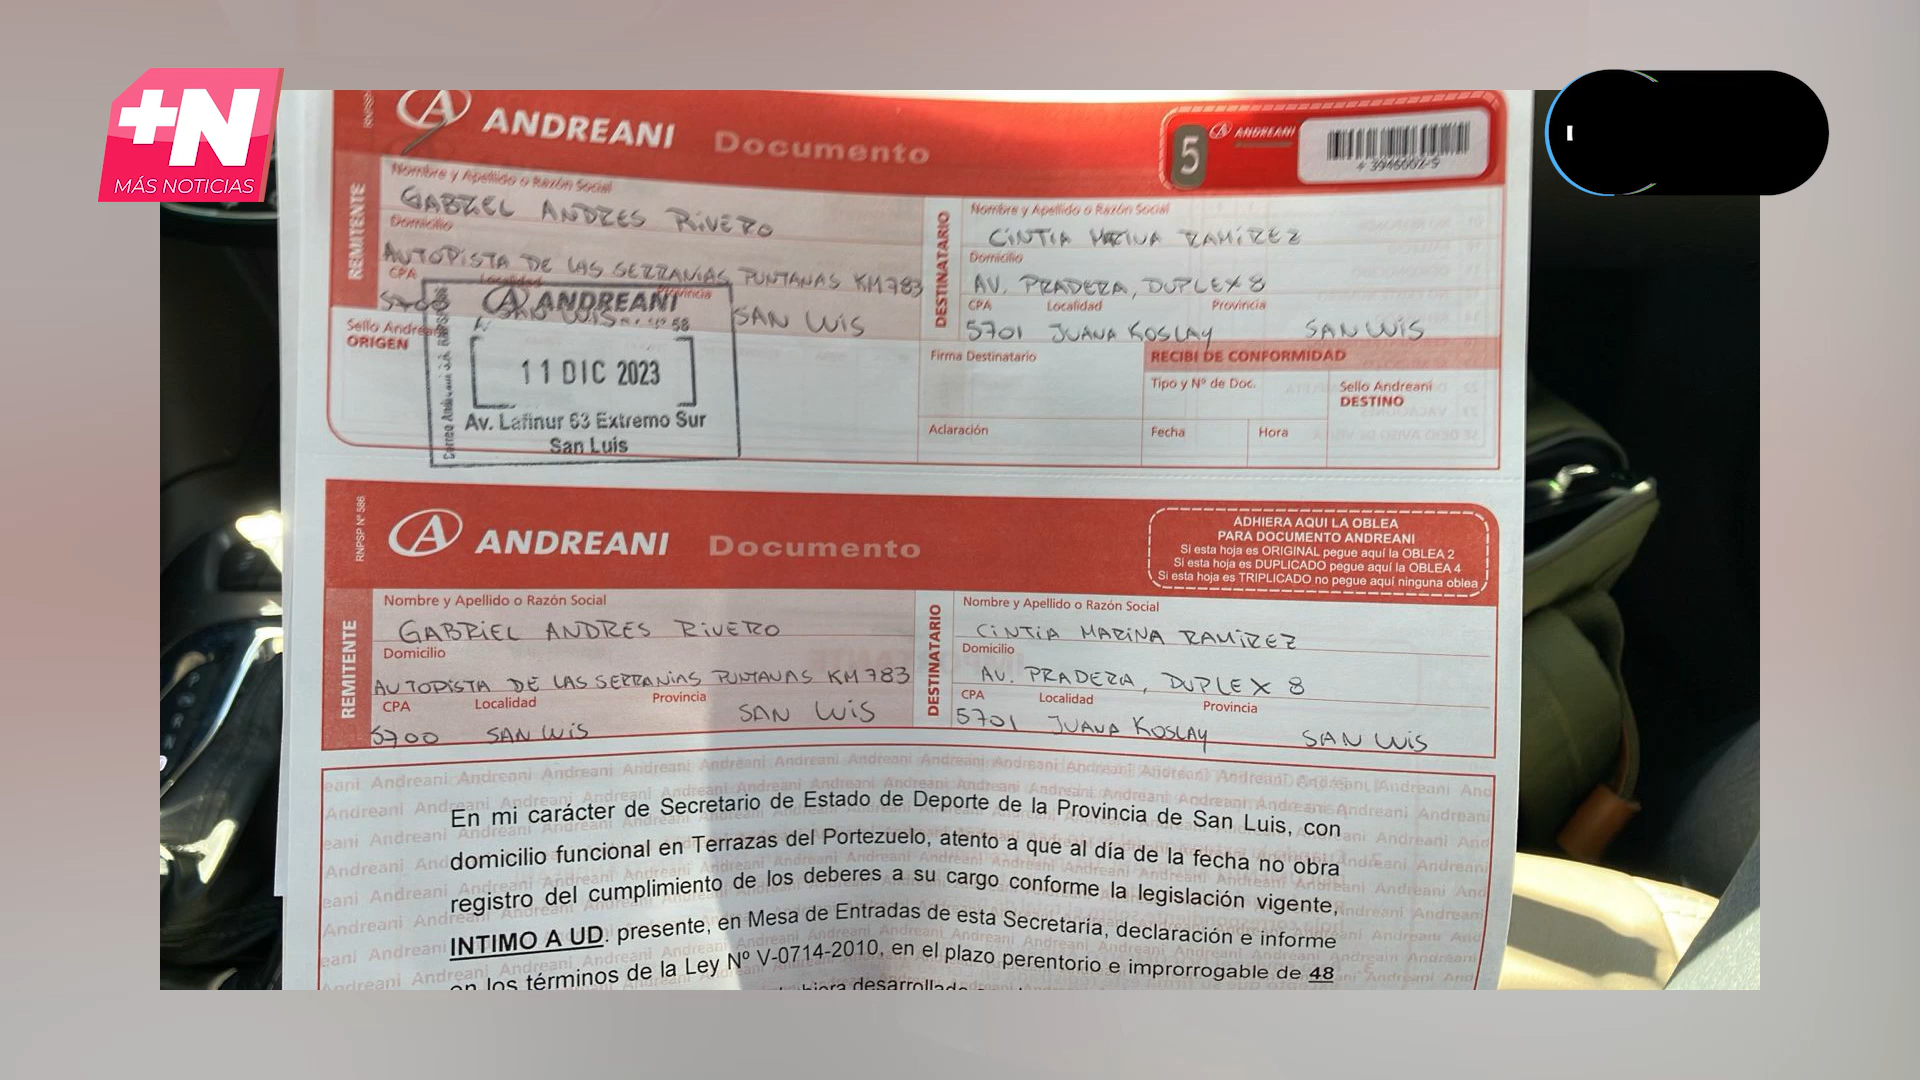 +N
MÁS NOTICIAS
ANDREANI Documento
5 ANDREANI
Nombre y Apellido o Razón Social
GABRIEL ANDRES RIVERO
Domicilio
AUTOPISTA DE LAS SERRANIAS PUNTANAS KM 783
CPA Localidad Provincia
5700 SAN LUIS SAN LUIS
REMITENTE
Sello Andreani
ORIGEN
ANDREANI
58
11 DIC 2023
Av. Lafinur 63 Extremo Sur
San Luis
DESTINATARIO
Nombre y Apellido o Razón Social
CINTIA MARINA RAMIREZ
Domicilio
AV. PRADERA, DUPLEX 8
CPA Localidad Provincia
5701 JUANA KOSLAY SAN LUIS
Firma Destinatario
RECIBI DE CONFORMIDAD
Tipo y Nº de Doc.
Sello Andreani
DESTINO
Aclaración
Fecha
Hora
RNPSP Nº 586
ANDREANI Documento
ADHIERA AQUI LA OBLEA
PARA DOCUMENTO ANDREANI
Si esta hoja es ORIGINAL pegue aquí la OBLEA 2
Si esta hoja es DUPLICADO pegue aquí la OBLEA 4
Si esta hoja es TRIPLICADO no pegue aquí ninguna oblea
REMITENTE
Nombre y Apellido o Razón Social
GABRIEL ANDRES RIVERO
Domicilio
AUTOPISTA DE LAS SERRANIAS PUNTANAS KM 783
CPA Localidad Provincia
5700 SAN LUIS SAN LUIS
DESTINATARIO
Nombre y Apellido o Razón Social
CINTIA MARINA RAMIREZ
Domicilio
AV. PRADERA, DUPLEX 8
CPA Localidad Provincia
5701 JUANA KOSLAY SAN LUIS
En mi carácter de Secretario de Estado de Deporte de la Provincia de San Luis, con
domicilio funcional en Terrazas del Portezuelo, atento a que al día de la fecha no obra
registro del cumplimiento de los deberes a su cargo conforme la legislación vigente,
INTIMO A UD. presente, en Mesa de Entradas de esta Secretaría, declaración e informe
en los términos de la Ley Nº V-0714-2010, en el plazo perentorio e improrrogable de 48
desarrollado